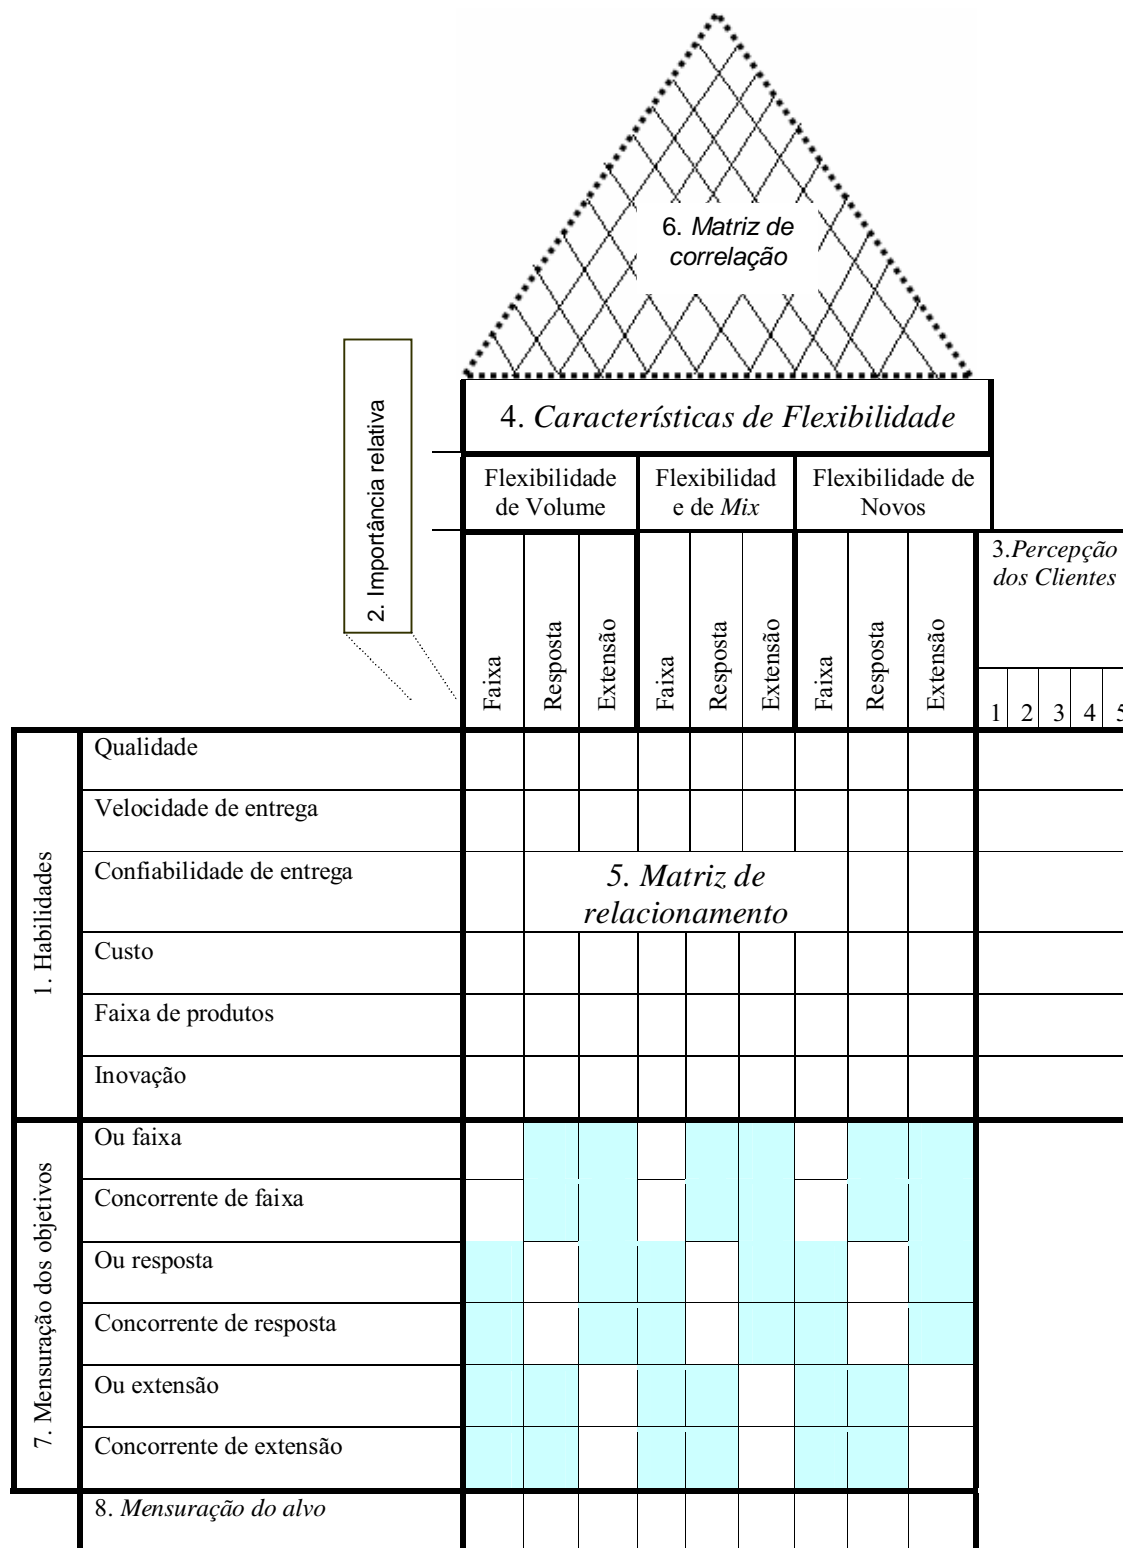 6. Matriz de
correlação
2. Importância relativa
4. Características de Flexibilidade
Flexibilidade
de Volume
Flexibilidad
e de Mix
Flexibilidade de
Novos
Faixa
Resposta
Extensão
Faixa
Resposta
Extensão
Faixa
Resposta
Extensão
3.Percepção
dos Clientes
1 2 3 4 5
1. Habilidades
Qualidade
Velocidade de entrega
Confiabilidade de entrega
5. Matriz de
relacionamento
Custo
Faixa de produtos
Inovação
7. Mensuração dos objetivos
Ou faixa
Concorrente de faixa
Ou resposta
Concorrente de resposta
Ou extensão
Concorrente de extensão
8. Mensuração do alvo